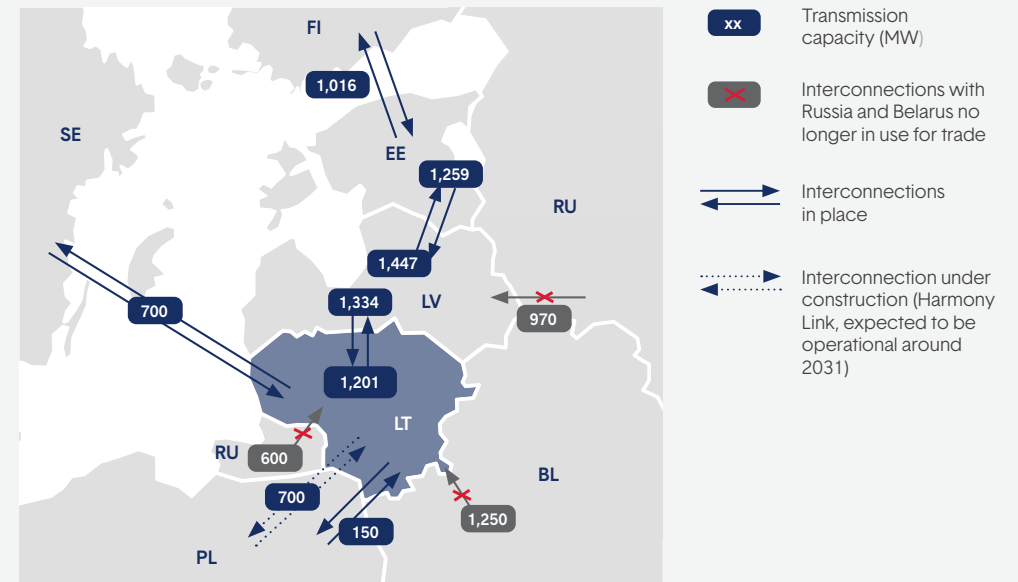 FI
1,016
SE
EE
1,259
RU
1,447
1,334
LV
700
970
1,201
LT
RU
600
BL
700
1,250
150
PL
xx
Transmission
capacity (MW)
Interconnections with
Russia and Belarus no
longer in use for trade
Interconnections
in place
Interconnection under
construction (Harmony
Link, expected to be
operational around
2031)